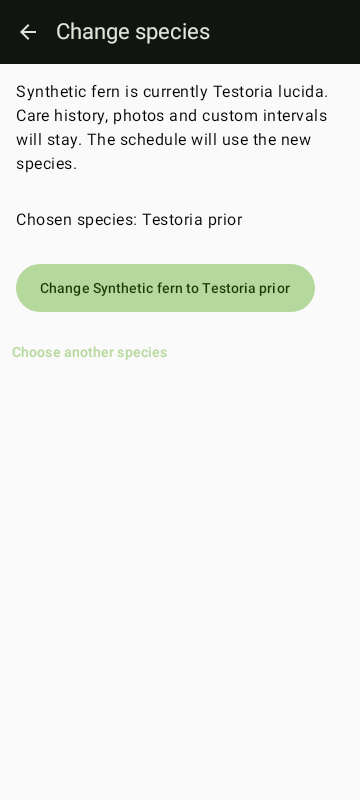 Change species
Synthetic fern is currently Testoria lucida.
Care history, photos and custom intervals
will stay. The schedule will use the new
species.
Chosen species: Testoria prior
Change Synthetic fern to Testoria prior
Choose another species